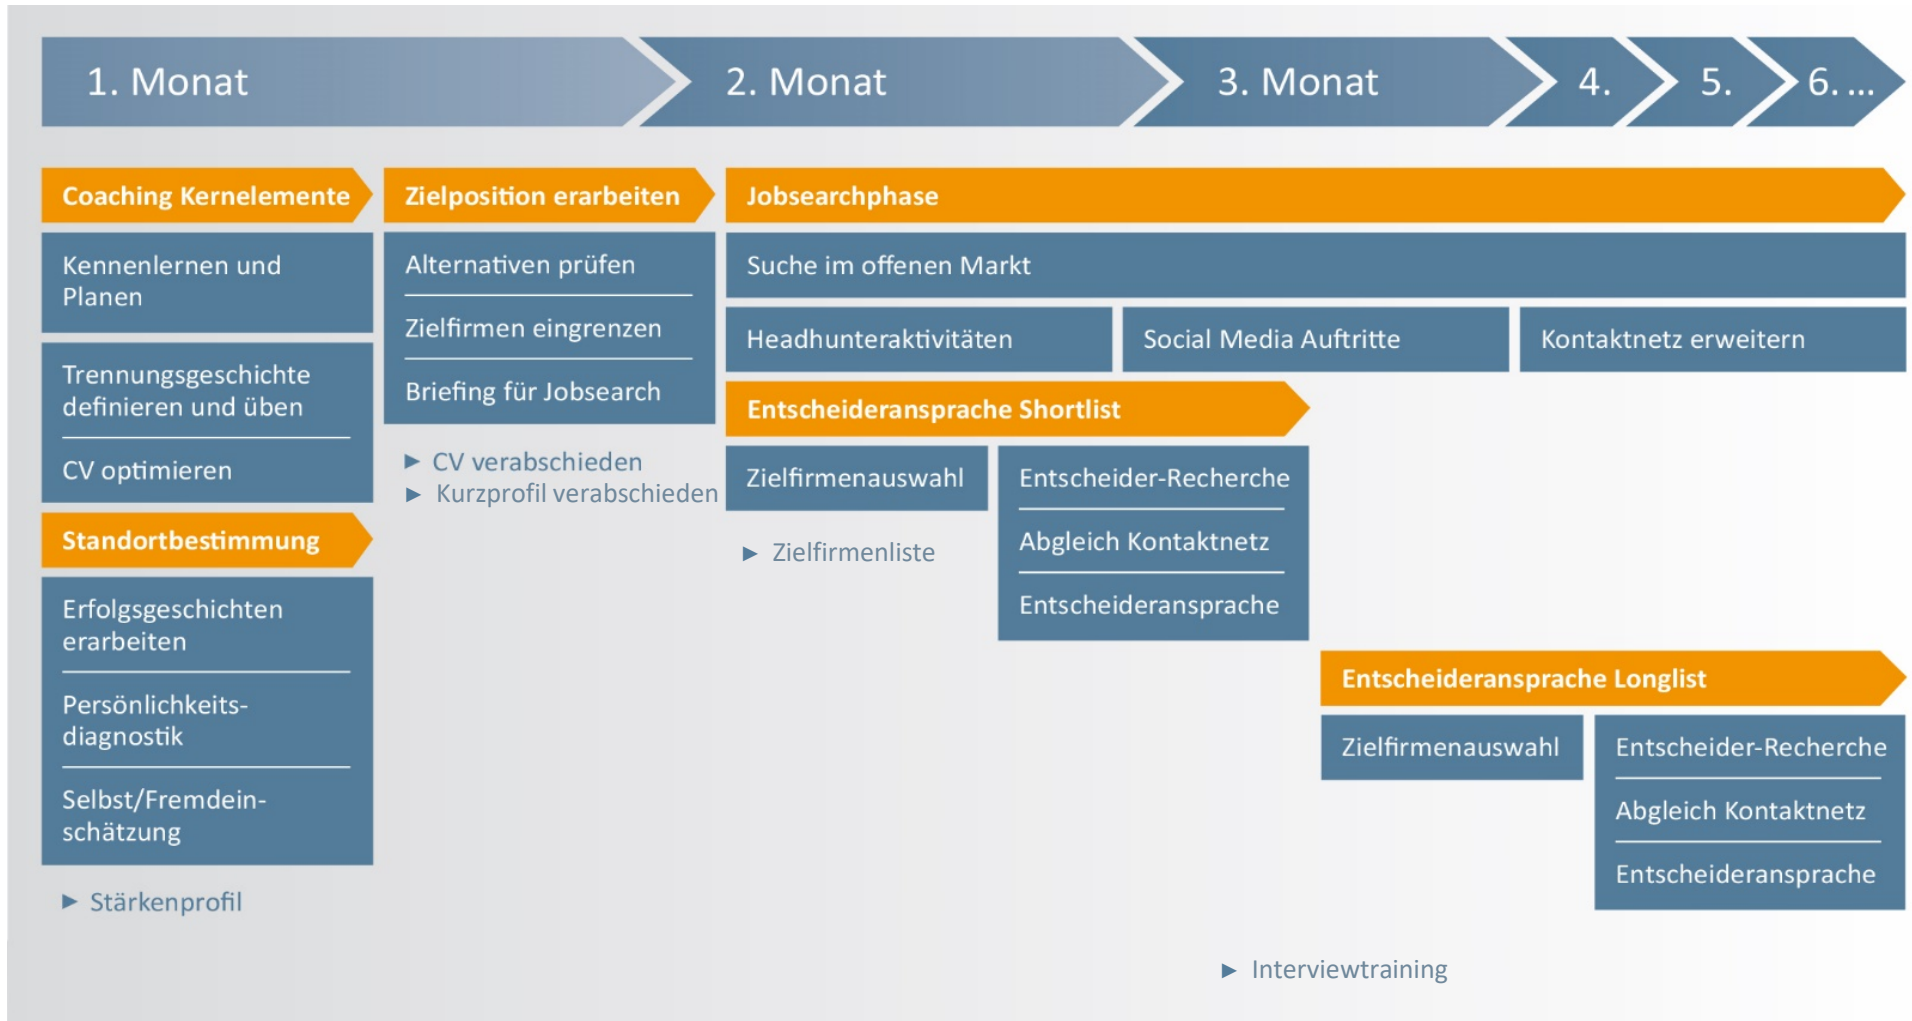 1. Monat
2. Monat
3. Monat
4.
5.
6. ...
Coaching Kernelemente
Kennenlernen und
Planen
Trennungsgeschichte
definieren und üben
CV optimieren
Standortbestimmung
Erfolgsgeschichten
erarbeiten
Persönlichkeits-
diagnostik
Selbst/Fremdein-
schätzung
► Stärkenprofil
Zielposition erarbeiten
Alternativen prüfen
Zielfirmen eingrenzen
Briefing für Jobsearch
► CV verabschieden
► Kurzprofil verabschieden
Jobsearchphase
Suche im offenen Markt
Headhunteraktivitäten
Social Media Auftritte
Kontaktnetz erweitern
Entscheideransprache Shortlist
Zielfirmenauswahl
► Zielfirmenliste
Entscheider-Recherche
Abgleich Kontaktnetz
Entscheideransprache
Entscheideransprache Longlist
Zielfirmenauswahl
Entscheider-Recherche
Abgleich Kontaktnetz
Entscheideransprache
► Interviewtraining